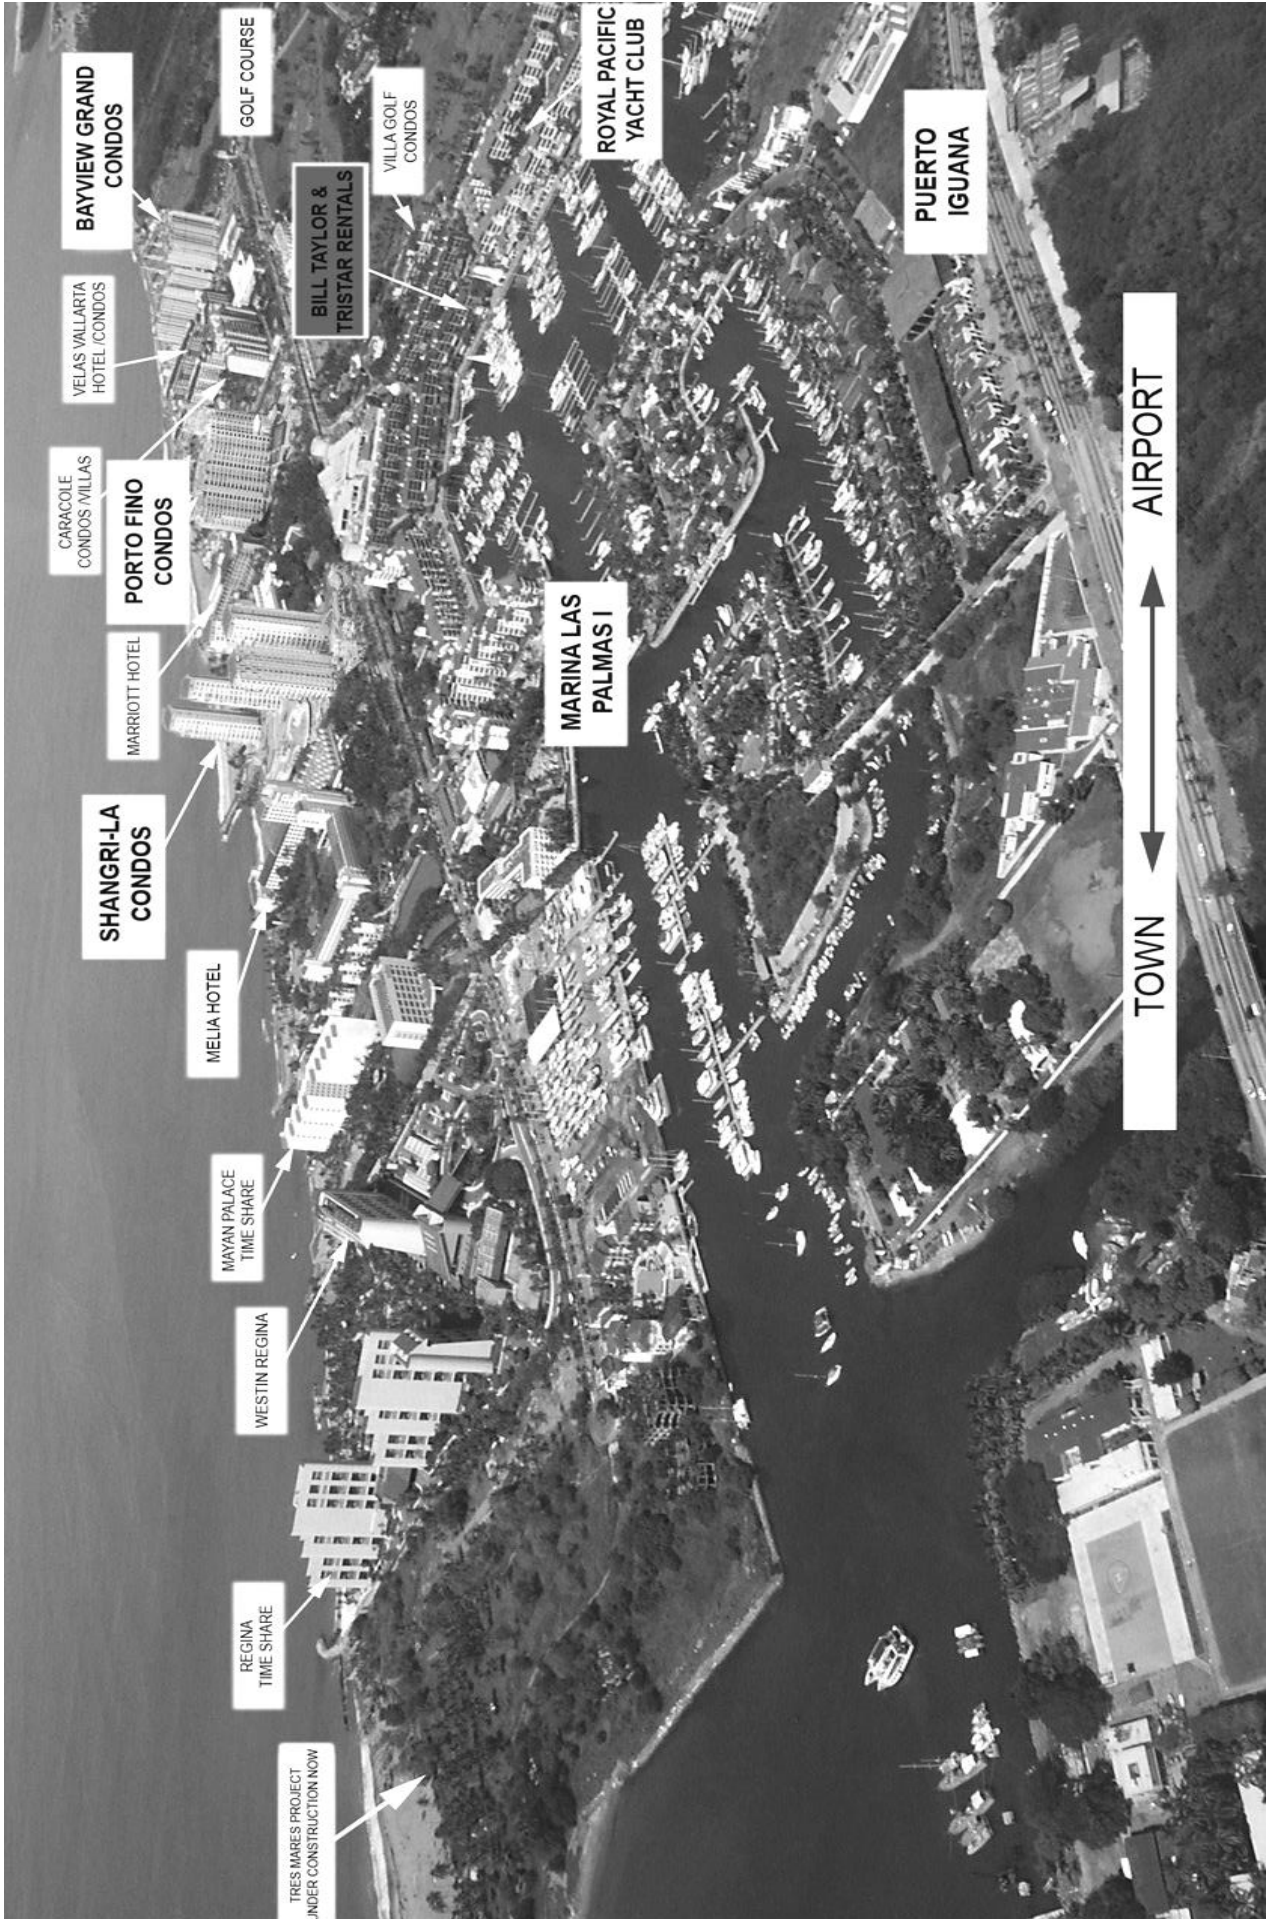 TRES MARES PROJECT
UNDER CONSTRUCTION NOW
REGINA
TIME SHARE
WESTIN REGINA
MAYAN PALACE
TIME SHARE
MELIA HOTEL
SHANGRI-LA
CONDOS
MARRIOTT HOTEL
PORTO FINO
CONDOS
CARACOLE
CONDOS /VILLAS
VELAS VALLARTA
HOTEL /CONDOS
BAYVIEW GRAND
CONDOS
GOLF COURSE
BILL TAYLOR &
TRISTAR RENTALS
VILLA GOLF
CONDOS
MARINA LAS
PALMAS I
ROYAL PACIFIC
YACHT CLUB
PUERTO
IGUANA
TOWN
AIRPORT